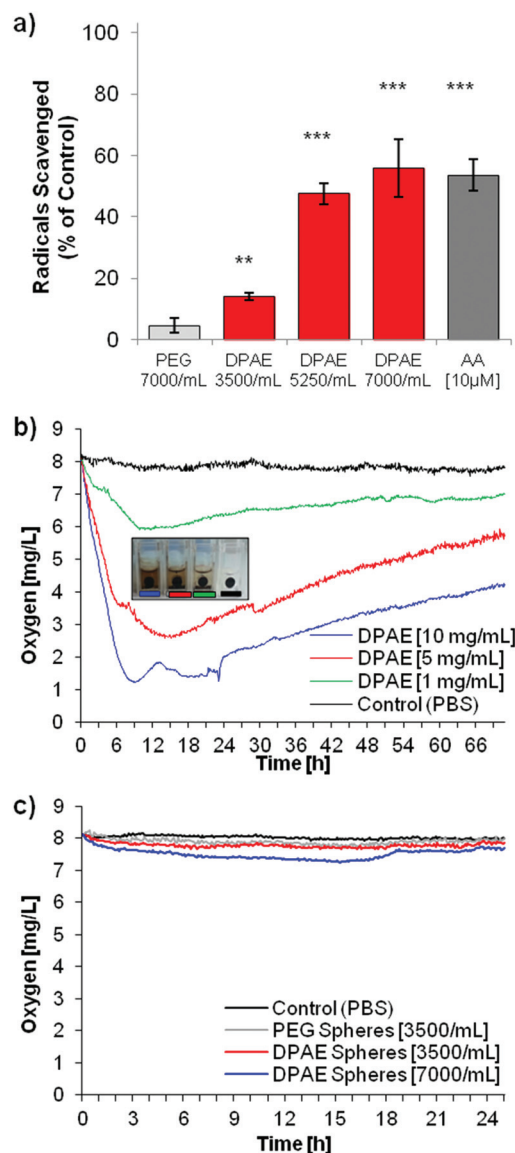 a)
100
80
60
40
20
0
Radicals Scavenged
(% of Control)
**
***
***
***
PEG
7000/mL
DPAE
3500/mL
DPAE
5250/mL
DPAE
7000/mL
AA
[10µM]
b)
9
8
7
6
5
4
3
2
1
0
Oxygen [mg/L]
DPAE [10 mg/mL]
DPAE [5 mg/mL]
DPAE [1 mg/mL]
Control (PBS)
0 6 12 18 24 30 36 42 48 54 60 66
Time [h]
c)
9
8
7
6
5
4
3
2
1
0
Oxygen [mg/L]
Control (PBS)
PEG Spheres [3500/mL]
DPAE Spheres [3500/mL]
DPAE Spheres [7000/mL]
0 3 6 9 12 15 18 21 24
Time [h]